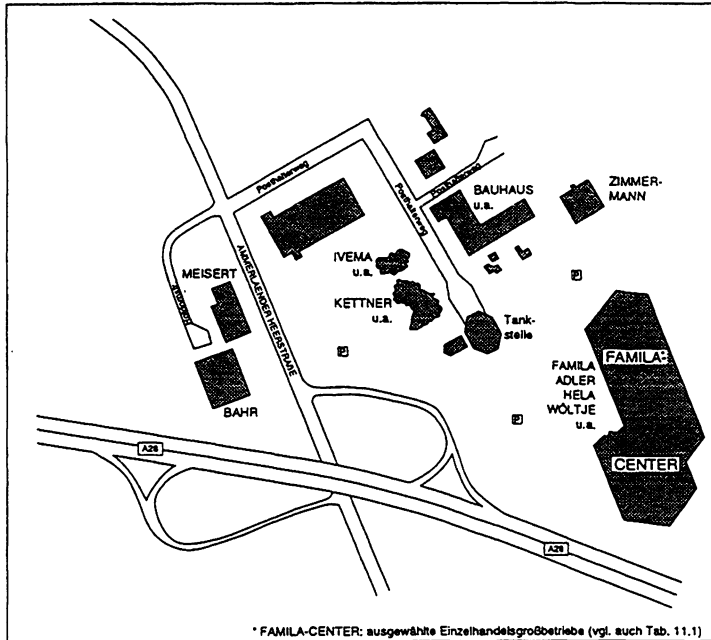 Posthalterweg
Posthalterweg
Posthalterweg
BAUHAUS
u.a.
ZIMMER-
MANN
IVEMA
u.a.
MEISERT
AMMERLAENDER HEERSTRAßE
KETTNER
u.a.
P
Tank-
stelle
P
FAMILA-*
FAMILA
ADLER
HELA
WÖLTJE
u.a.
BAHR
P
CENTER
A28
A28
* FAMILA-CENTER: ausgewählte Einzelhandelsgroßbetriebe (vgl. auch Tab. 11.1)